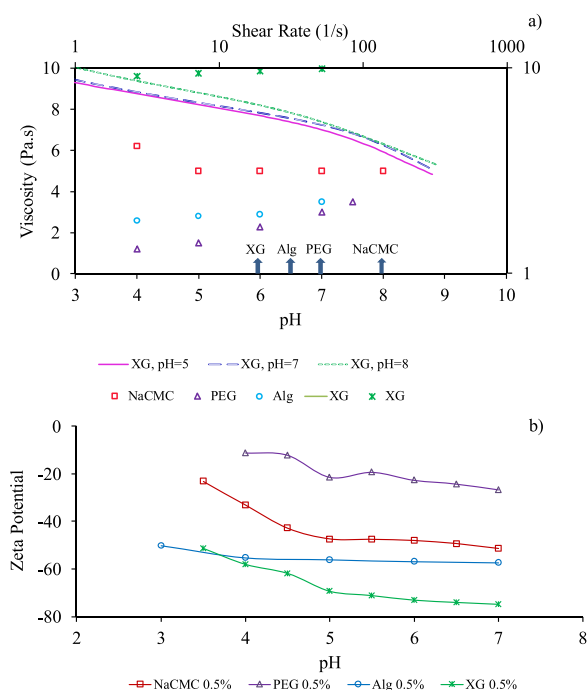 Shear Rate (1/s)
a)
1 10 100 1000
10 10
8
6
4
2
0 1
Viscosity (Pa.s)
XG Alg PEG NaCMC
3 4 5 6 7 8 9 10
pH
XG, pH=5 XG, pH=7 XG, pH=8
NaCMC PEG Alg XG XG
b)
0
-20
-40
-60
-80
Zeta Potential
2 3 4 5 6 7 8
pH
NaCMC 0.5% PEG 0.5% Alg 0.5% XG 0.5%